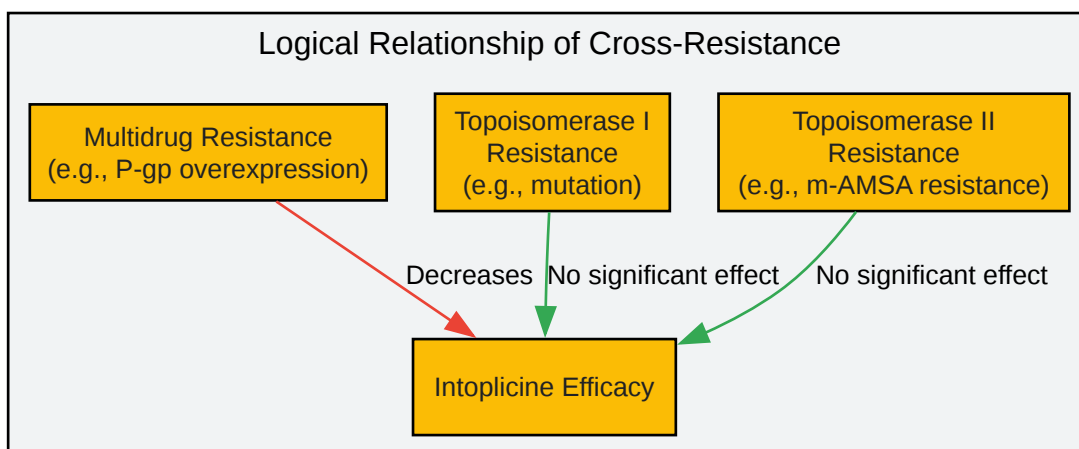 Logical Relationship of Cross-Resistance
Multidrug Resistance
(e.g., P-gp overexpression)
Topoisomerase I
Resistance
(e.g., mutation)
Topoisomerase II
Resistance
(e.g., m-AMSA resistance)
Decreases
No significant effect
No significant effect
Intoplicine Efficacy